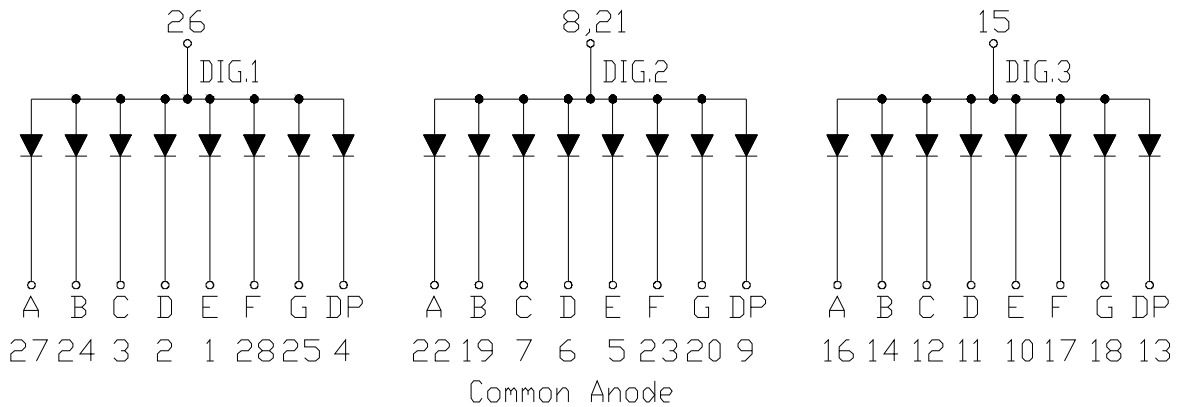 26 8,21 15
DIG.1 DIG.2 DIG.3
A B C D E F G DP A B C D E F G DP A B C D E F G DP
27 24 3 2 1 28 25 4 22 19 7 6 5 23 20 9 16 14 12 11 10 17 18 13
Common Anode